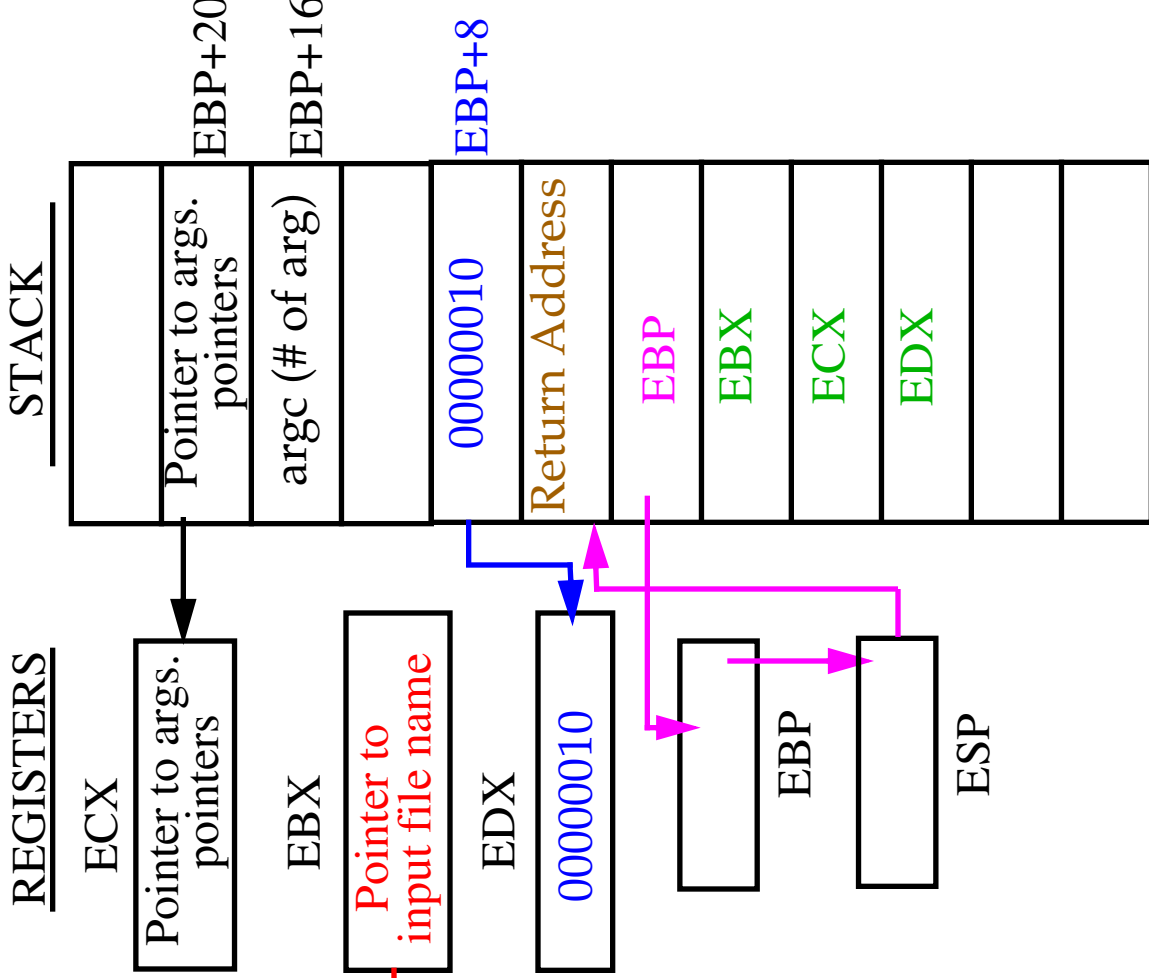 STACK
EBP+20
Pointer to args.
pointers
EBP+16
argc (# of arg)
EBP+8
00000010
Return Address
EBP
EBX
ECX
EDX
REGISTERS
ECX
Pointer to args.
pointers
EBX
Pointer to
input file name
EDX
00000010
EBP
ESP